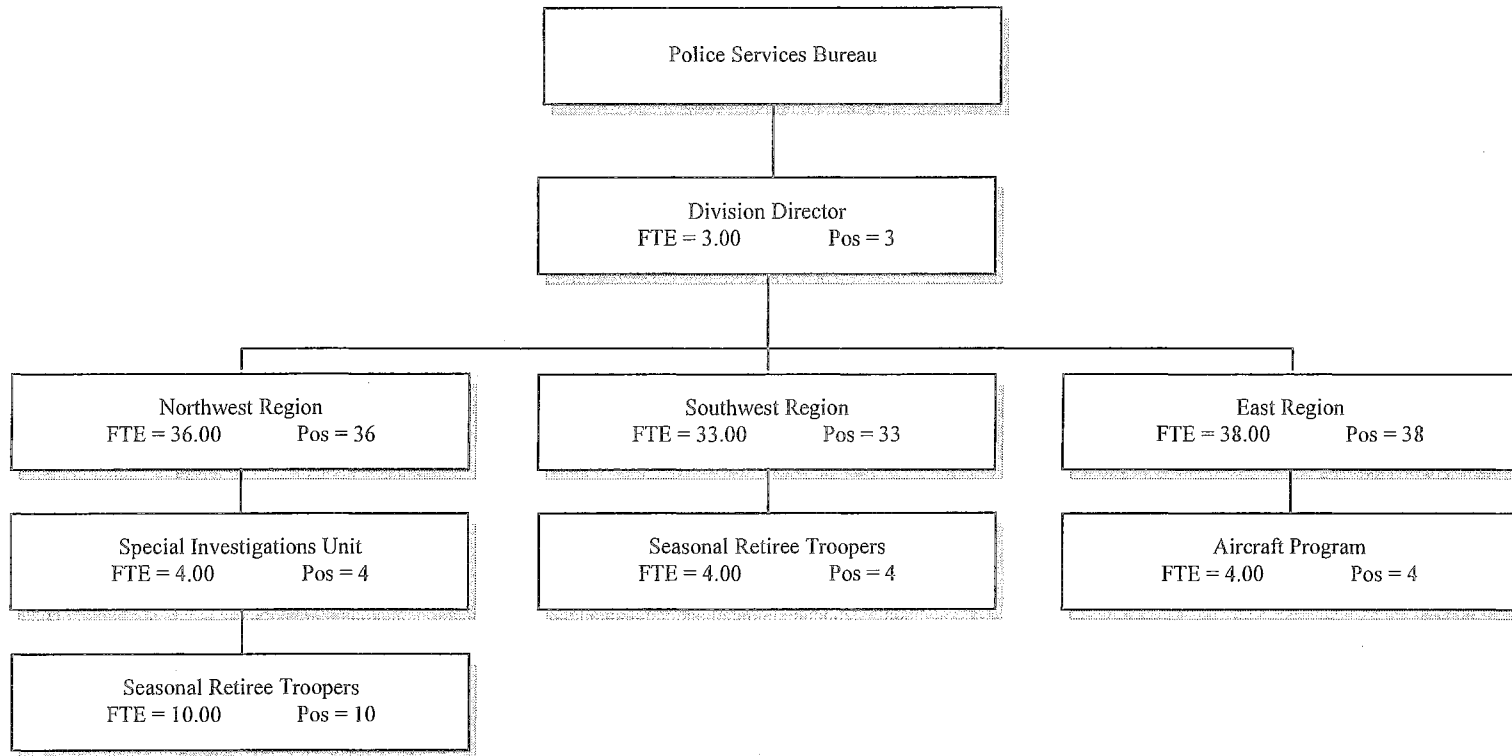 Police Services Bureau
Division Director
FTE = 3.00 Pos = 3
Northwest Region
FTE = 36.00 Pos = 36
Southwest Region
FTE = 33.00 Pos = 33
East Region
FTE = 38.00 Pos = 38
Special Investigations Unit
FTE = 4.00 Pos = 4
Seasonal Retiree Troopers
FTE = 4.00 Pos = 4
Aircraft Program
FTE = 4.00 Pos = 4
Seasonal Retiree Troopers
FTE = 10.00 Pos = 10